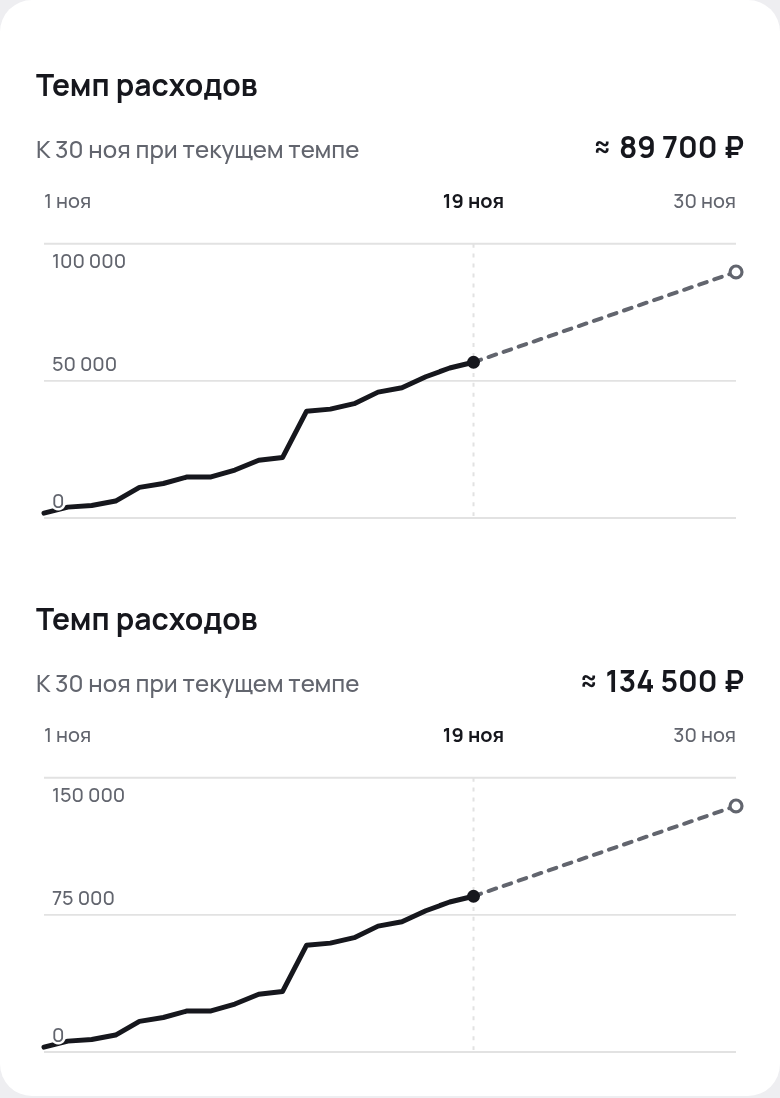 Темп расходов
К 30 ноя при текущем темпе ≈ 89 700 ₽
1 ноя 19 ноя 30 ноя
100 000
50 000
0
Темп расходов
К 30 ноя при текущем темпе ≈ 134 500 ₽
1 ноя 19 ноя 30 ноя
150 000
75 000
0